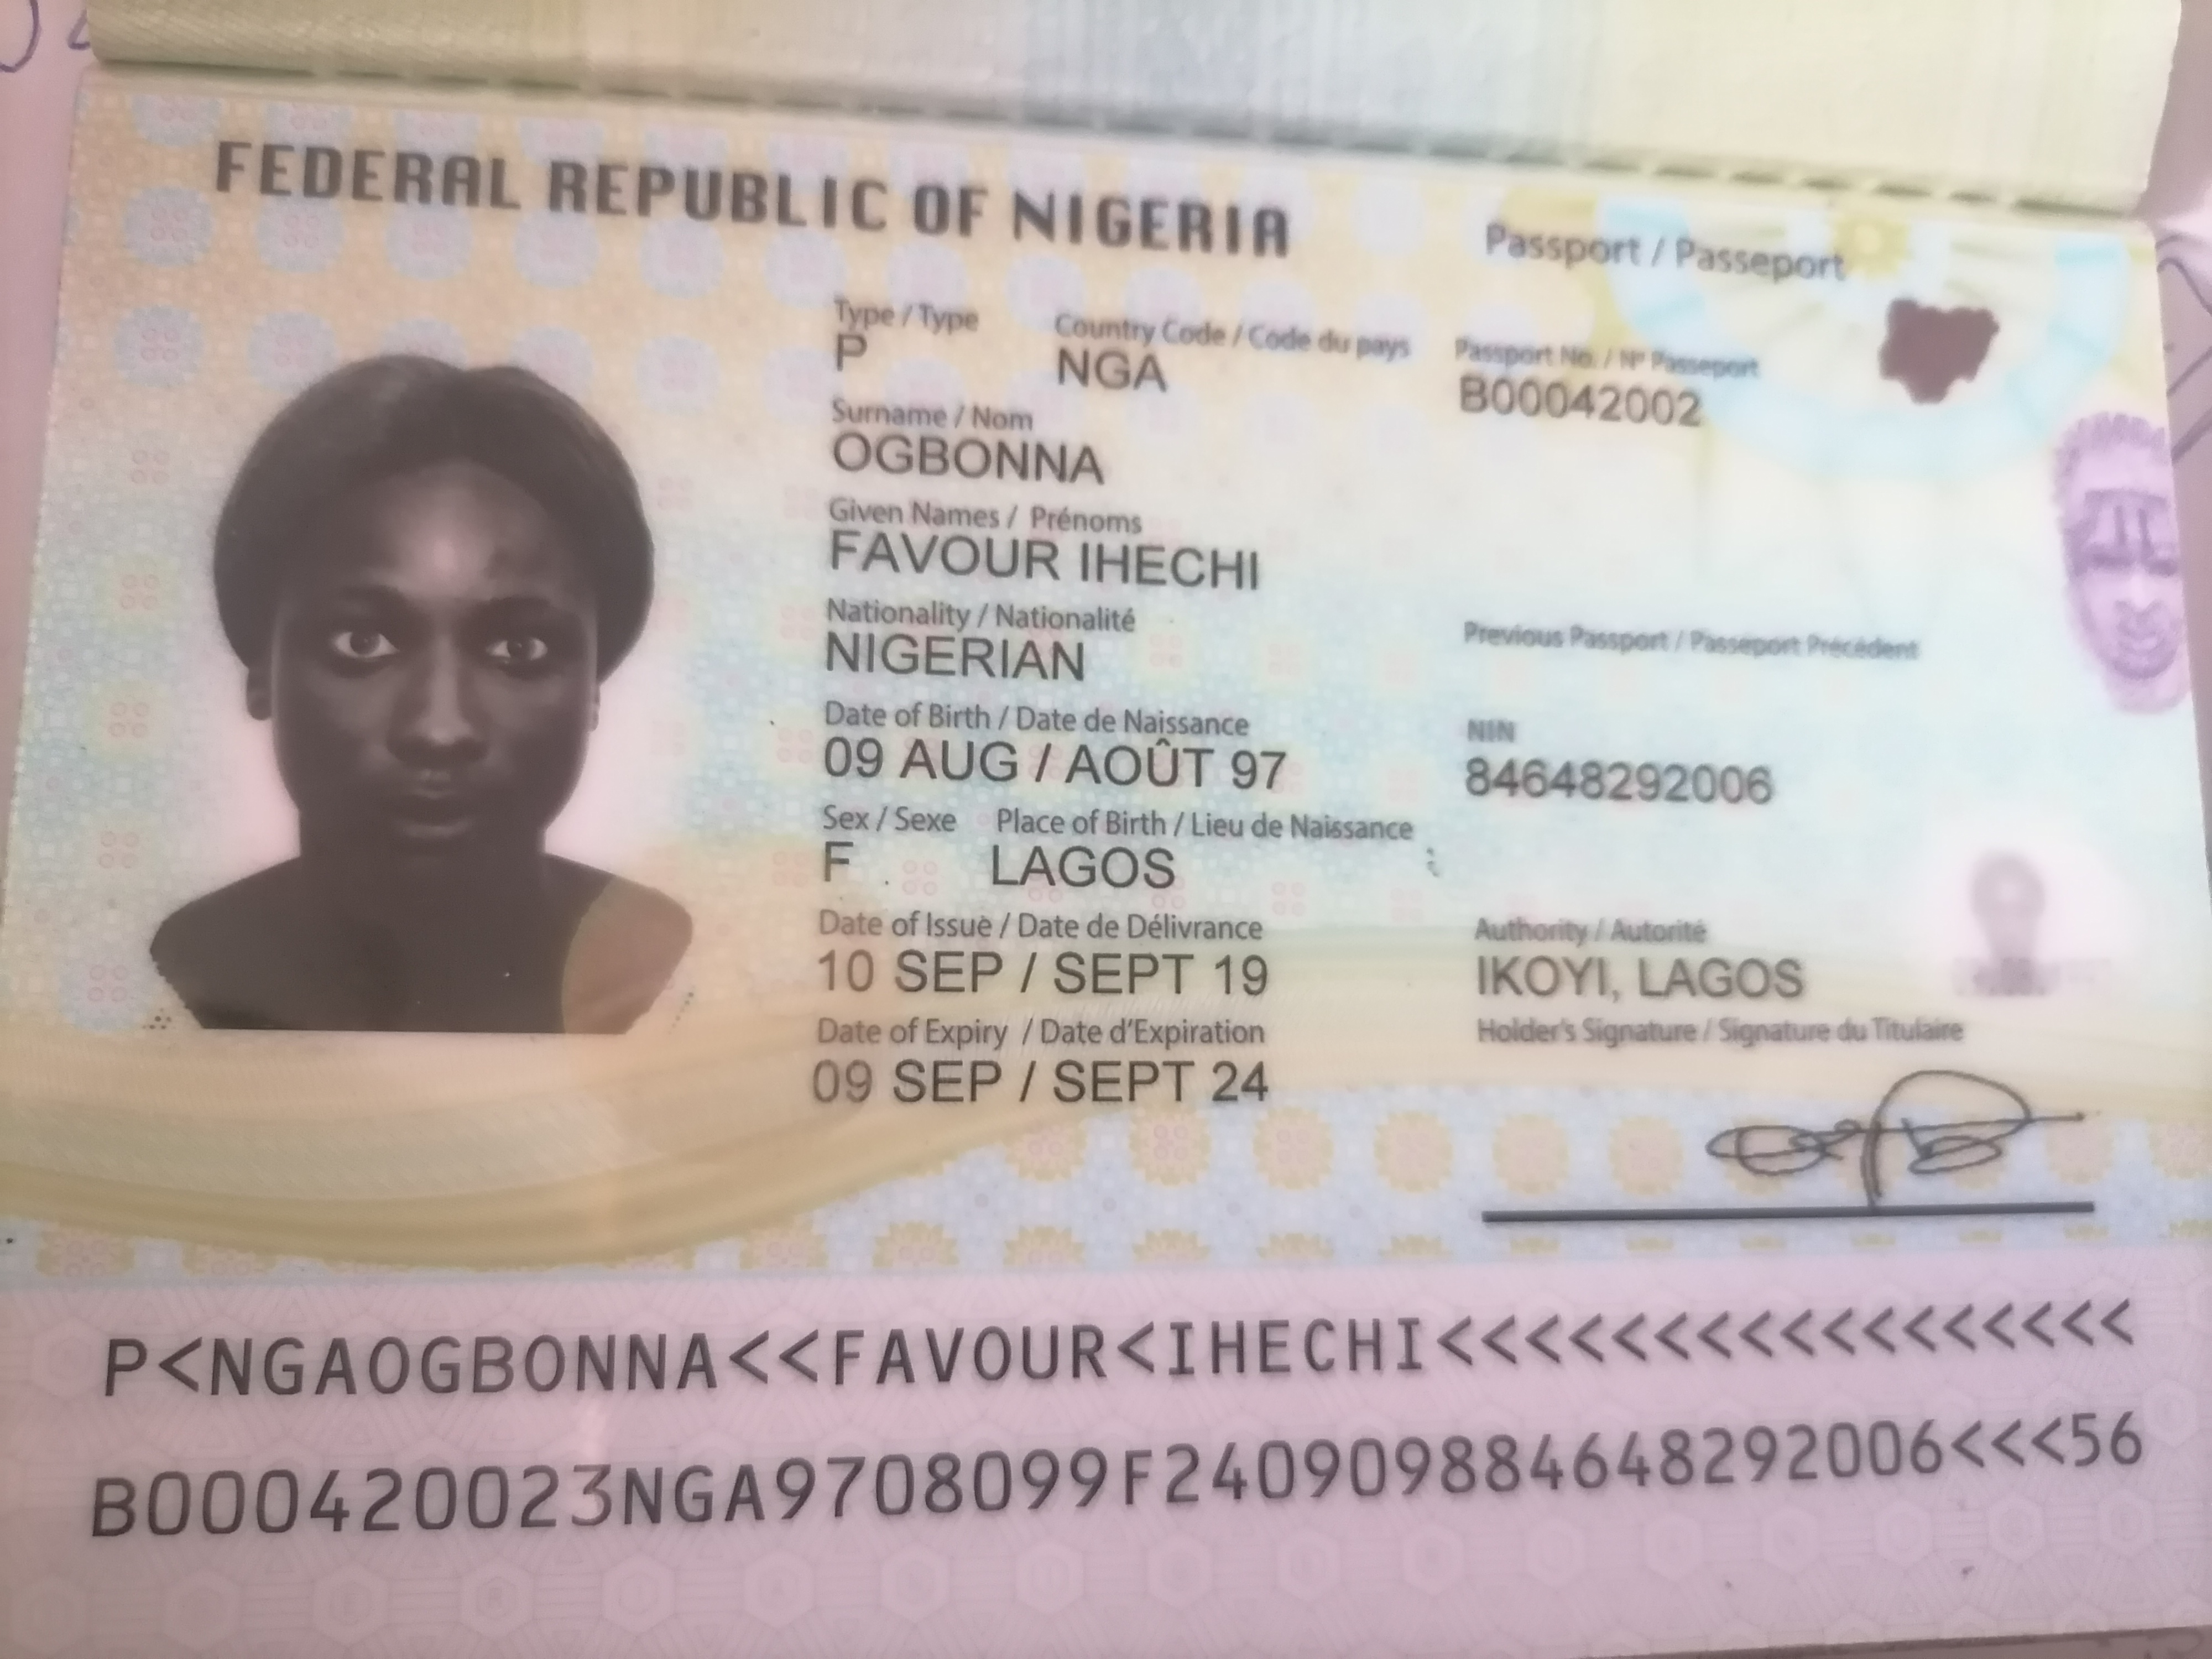 FEDERAL REPUBLIC OF NIGERIA
Passport / Passeport
Type / Type
P
Country Code / Code du pays
NGA
Passport No. / Nº Passeport
B00042002
Surname / Nom
OGBONNA
Given Names / Prénoms
FAVOUR IHECHI
Nationality / Nationalité
NIGERIAN
Previous Passport / Passeport Précédent
Date of Birth / Date de Naissance
09 AUG / AOÛT 97
NIN
84648292006
Sex / Sexe
F
Place of Birth / Lieu de Naissance
LAGOS
Date of Issue / Date de Délivrance
10 SEP / SEPT 19
Authority / Autorité
IKOYI, LAGOS
Date of Expiry / Date d'Expiration
09 SEP / SEPT 24
Holder's Signature / Signature du Titulaire
P<NGAOGBONNA<<FAVOUR<IHECHI<<<<<<<<<<<<<<<<<
B000420023NGA9708099F240909884648292006<<<56